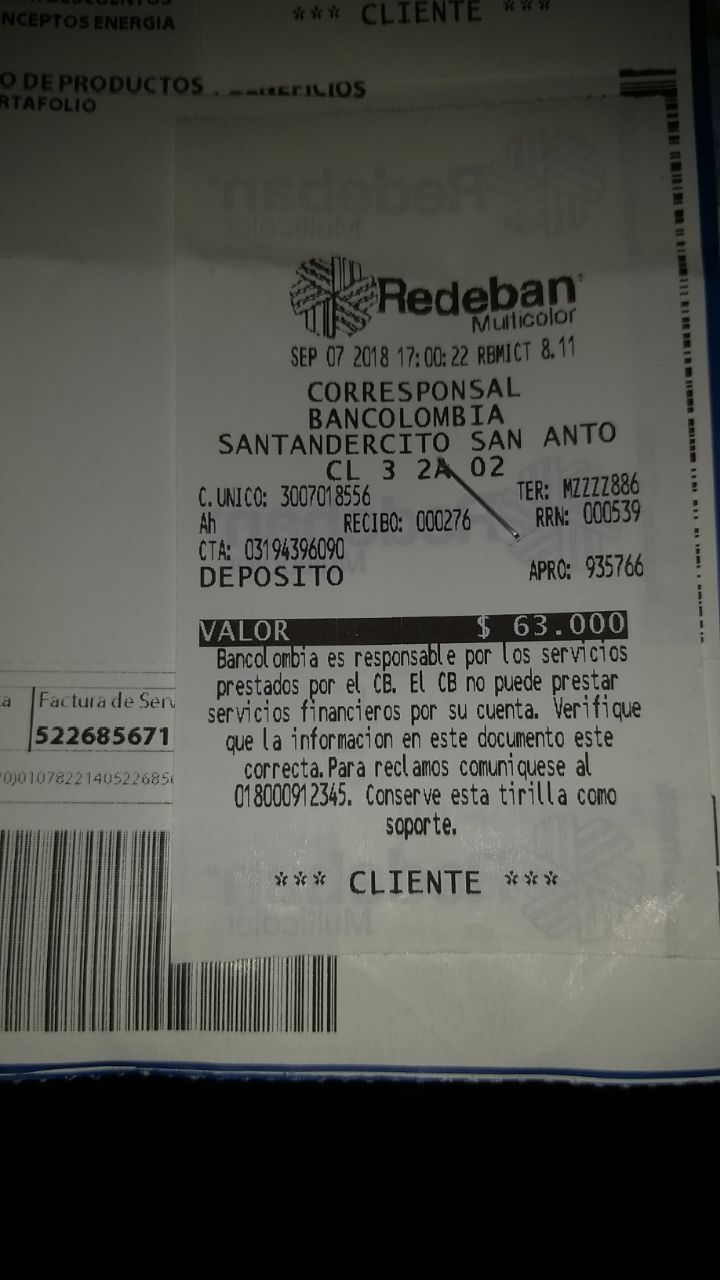 NCEPTOS ENERGIA
*** CLIENTE ***
O DE PRODUCTOS
RTAFOLIO
Redeban
Multicolor
SEP 07 2018 17:00:22 RBMICT 8.11
CORRESPONSAL
BANCOLOMBIA
SANTANDERCITO SAN ANTO
CL 3 2A 02
C. UNICO: 3007018556 TER: MZZZZ886
Ah RECIBO: 000276 RRN: 000539
CTA: 03194396090
DEPOSITO APRO: 935766
VALOR $ 63.000
Bancolombia es responsable por los servicios
prestados por el CB. El CB no puede prestar
servicios financieros por su cuenta. Verifique
que la informacion en este documento este
correcta.Para reclamos comuniquese al
018000912345. Conserve esta tirilla como
soporte.
*** CLIENTE ***
a Factura de Serv
522685671
0)0107822140522685